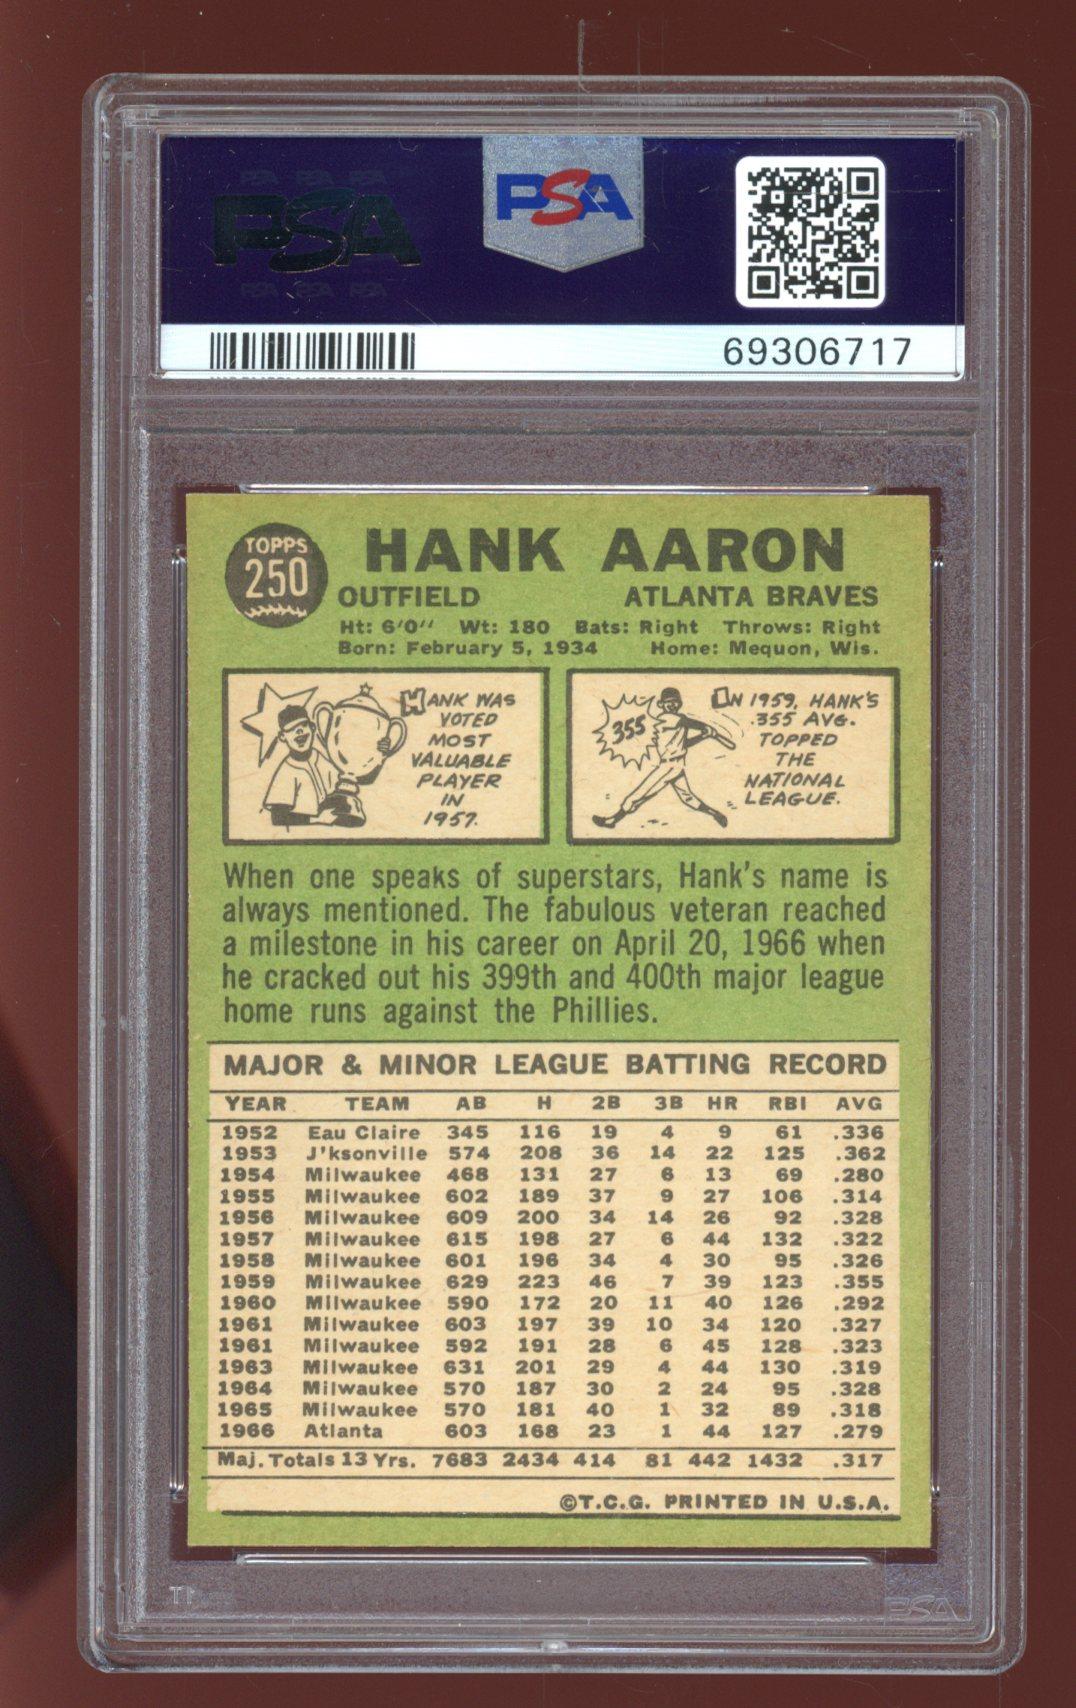 PSA PSA PSA
PSA
PSA PSA PSA
PSA
69306717
TOPPS
250
HANK AARON
OUTFIELD ATLANTA BRAVES
Ht: 6'0" Wt: 180 Bats: Right Throws: Right
Born: February 5, 1934 Home: Mequon, Wis.
HANK WAS
VOTED
MOST
VALUABLE
PLAYER
IN
1957.
355
IN 1959, HANK'S
.355 AVG.
TOPPED
THE
NATIONAL
LEAGUE.
When one speaks of superstars, Hank's name is
always mentioned. The fabulous veteran reached
a milestone in his career on April 20, 1966 when
he cracked out his 399th and 400th major league
home runs against the Phillies.
MAJOR & MINOR LEAGUE BATTING RECORD
YEAR TEAM AB H 2B 3B HR RBI AVG
1952 Eau Claire 345 116 19 4 9 61 .336
1953 J'ksonville 574 208 36 14 22 125 .362
1954 Milwaukee 468 131 27 6 13 69 .280
1955 Milwaukee 602 189 37 9 27 106 .314
1956 Milwaukee 609 200 34 14 26 92 .328
1957 Milwaukee 615 198 27 6 44 132 .322
1958 Milwaukee 601 196 34 4 30 95 .326
1959 Milwaukee 629 223 46 7 39 123 .355
1960 Milwaukee 590 172 20 11 40 126 .292
1961 Milwaukee 603 197 39 10 34 120 .327
1961 Milwaukee 592 191 28 6 45 128 .323
1963 Milwaukee 631 201 29 4 44 130 .319
1964 Milwaukee 570 187 30 2 24 95 .328
1965 Milwaukee 570 181 40 1 32 89 .318
1966 Atlanta 603 168 23 1 44 127 .279
Maj. Totals 13 Yrs. 7683 2434 414 81 442 1432 .317
©T.C.G. PRINTED IN U.S.A.
PSA